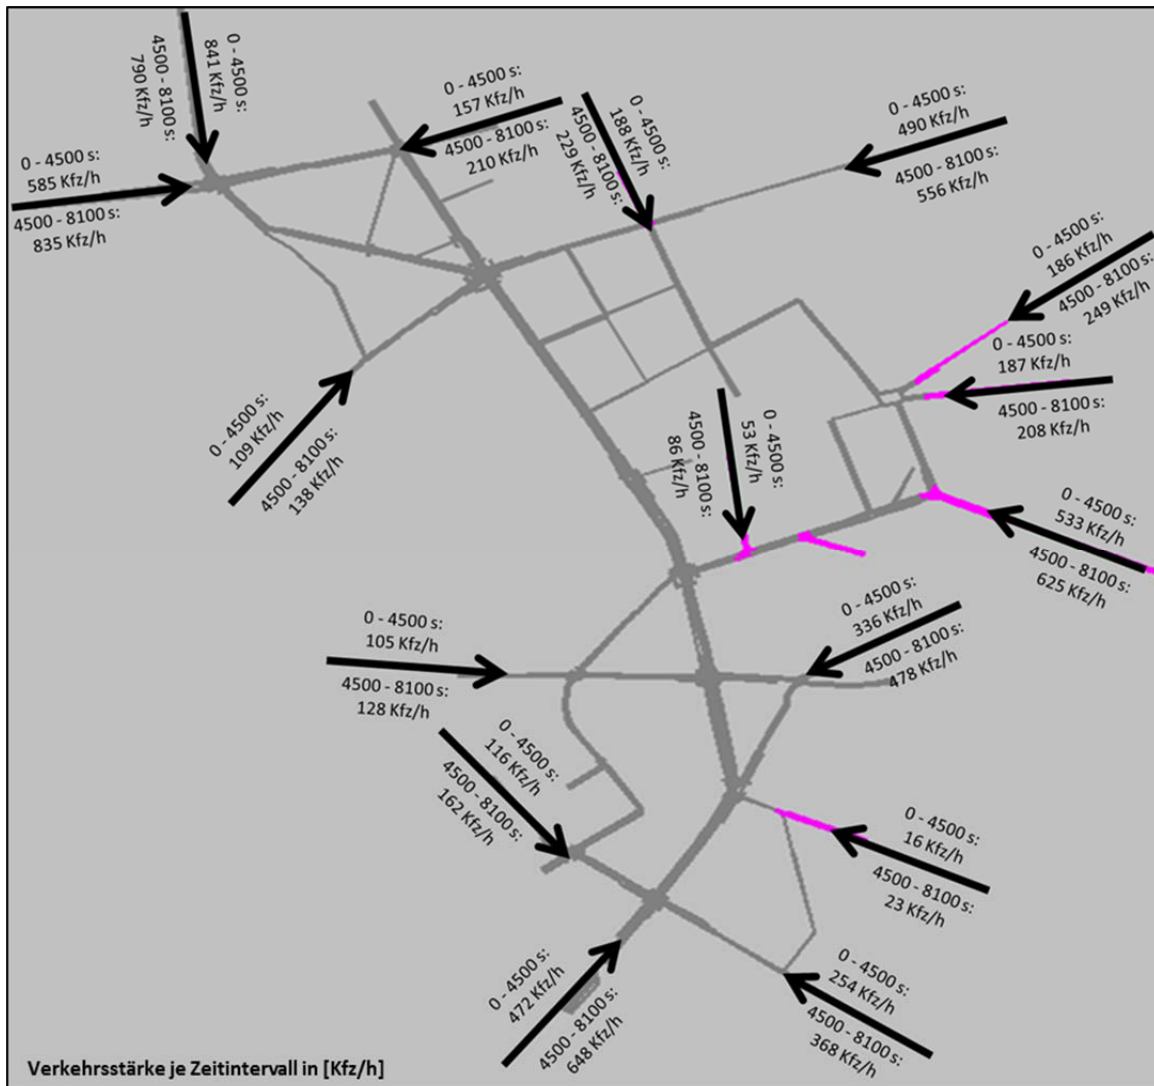 0 - 4500 s:
841 Kfz/h
4500 - 8100 s:
790 Kfz/h
0 - 4500 s:
585 Kfz/h
4500 - 8100 s:
835 Kfz/h
0 - 4500 s:
157 Kfz/h
4500 - 8100 s:
210 Kfz/h
0 - 4500 s:
188 Kfz/h
4500 - 8100 s:
229 Kfz/h
0 - 4500 s:
490 Kfz/h
4500 - 8100 s:
556 Kfz/h
0 - 4500 s:
186 Kfz/h
4500 - 8100 s:
249 Kfz/h
0 - 4500 s:
187 Kfz/h
4500 - 8100 s:
208 Kfz/h
0 - 4500 s:
109 Kfz/h
4500 - 8100 s:
138 Kfz/h
0 - 4500 s:
53 Kfz/h
4500 - 8100 s:
86 Kfz/h
0 - 4500 s:
533 Kfz/h
4500 - 8100 s:
625 Kfz/h
0 - 4500 s:
105 Kfz/h
4500 - 8100 s:
128 Kfz/h
0 - 4500 s:
336 Kfz/h
4500 - 8100 s:
478 Kfz/h
0 - 4500 s:
116 Kfz/h
4500 - 8100 s:
162 Kfz/h
0 - 4500 s:
16 Kfz/h
4500 - 8100 s:
23 Kfz/h
0 - 4500 s:
472 Kfz/h
4500 - 8100 s:
648 Kfz/h
0 - 4500 s:
254 Kfz/h
4500 - 8100 s:
368 Kfz/h
Verkehrsstärke je Zeitintervall in [Kfz/h]